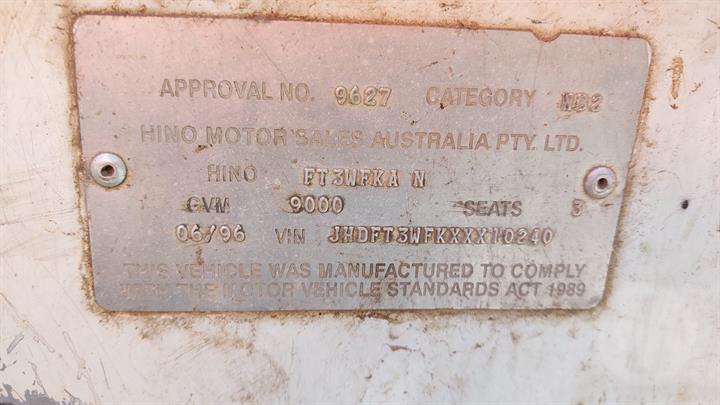 APPROVAL NO. 9627 CATEGORY NB2
HINO MOTOR SALES AUSTRALIA PTY. LTD.
HINO FT3WFKA N
GVM 9000 SEATS 3
06/96 VIN JHDFT3WFKXXX10240
THIS VEHICLE WAS MANUFACTURED TO COMPLY
WITH THE MOTOR VEHICLE STANDARDS ACT 1989